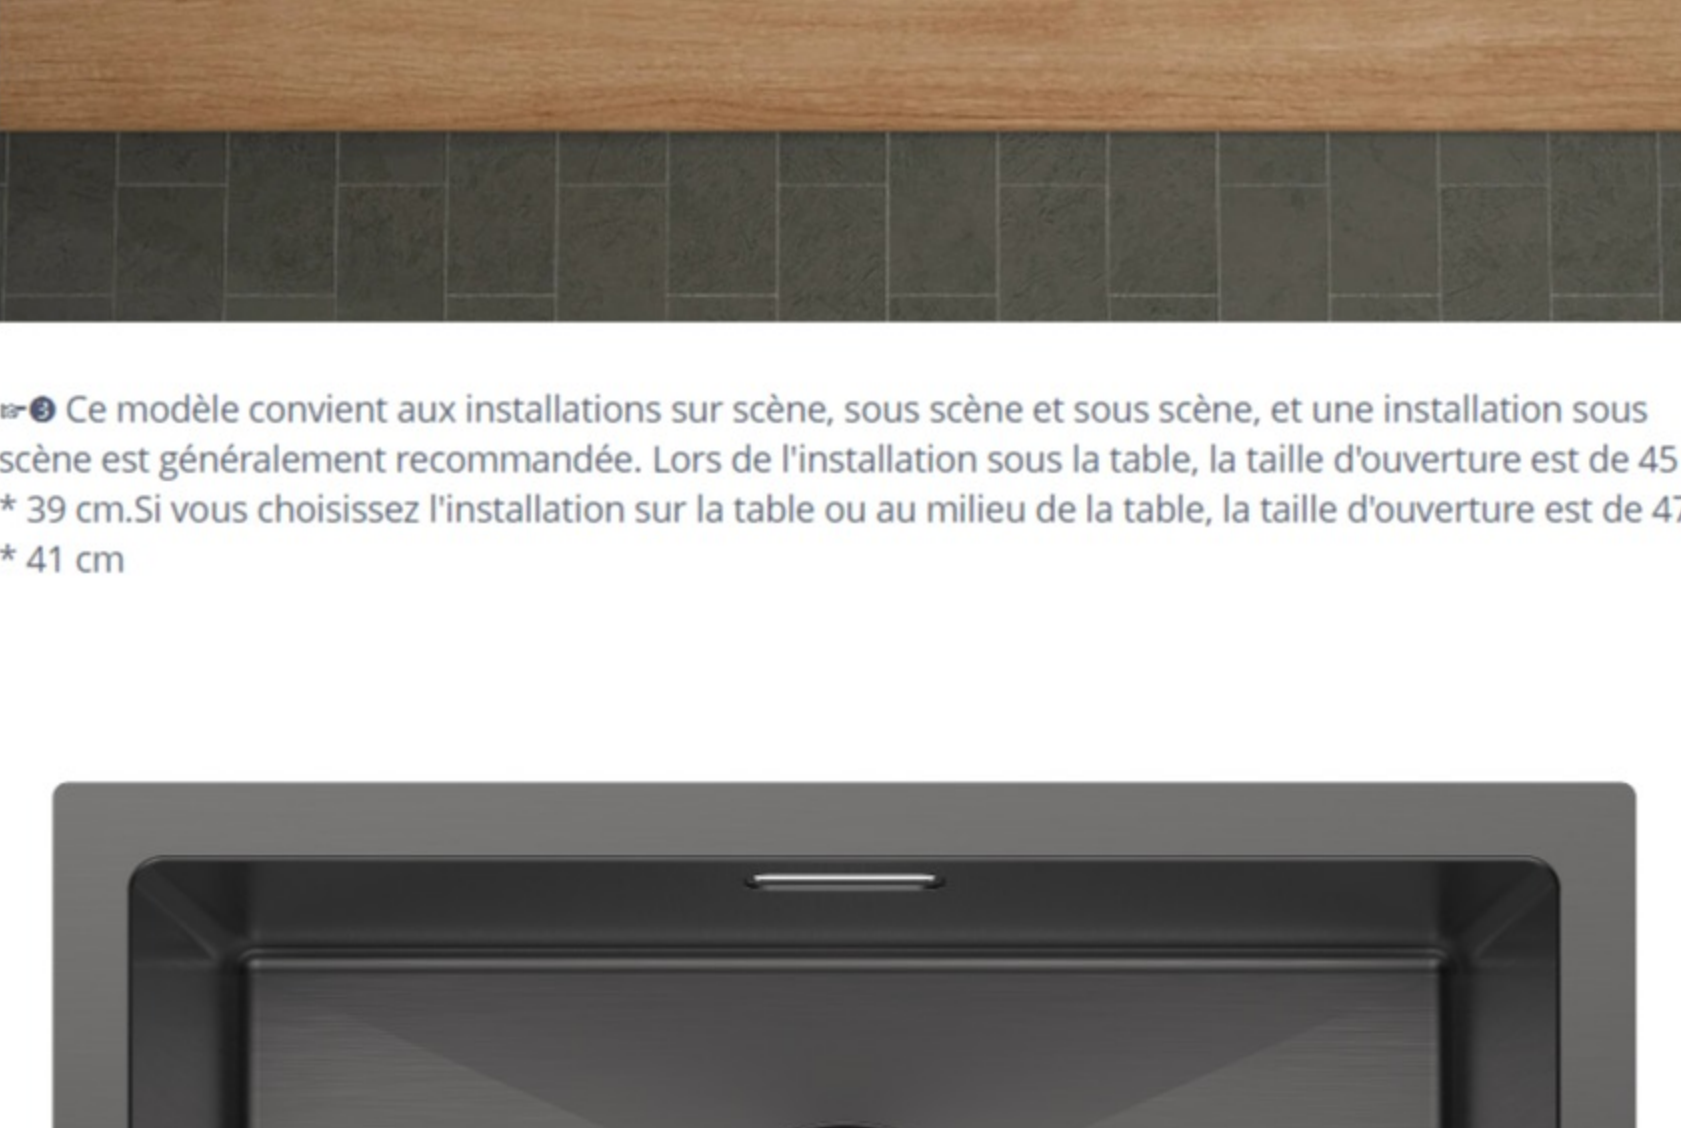 ☞❸ Ce modèle convient aux installations sur scène, sous scène et sous scène, et une installation sous
scène est généralement recommandée. Lors de l'installation sous la table, la taille d'ouverture est de 45
* 39 cm.Si vous choisissez l'installation sur la table ou au milieu de la table, la taille d'ouverture est de 47
* 41 cm